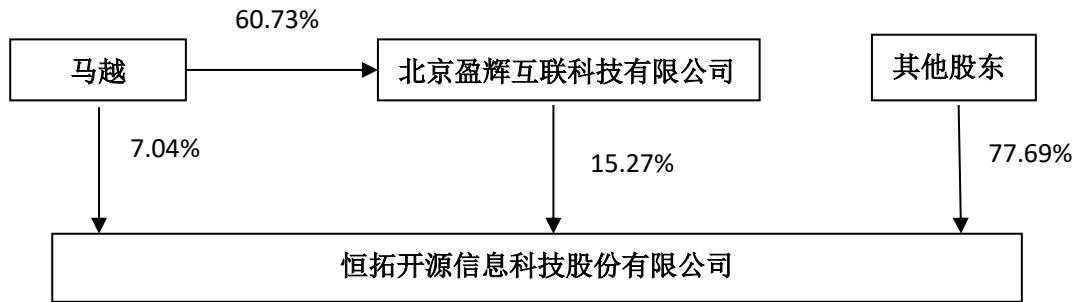 60.73%
马越
北京盈辉互联科技有限公司
其他股东
7.04%
15.27%
77.69%
恒拓开源信息科技股份有限公司